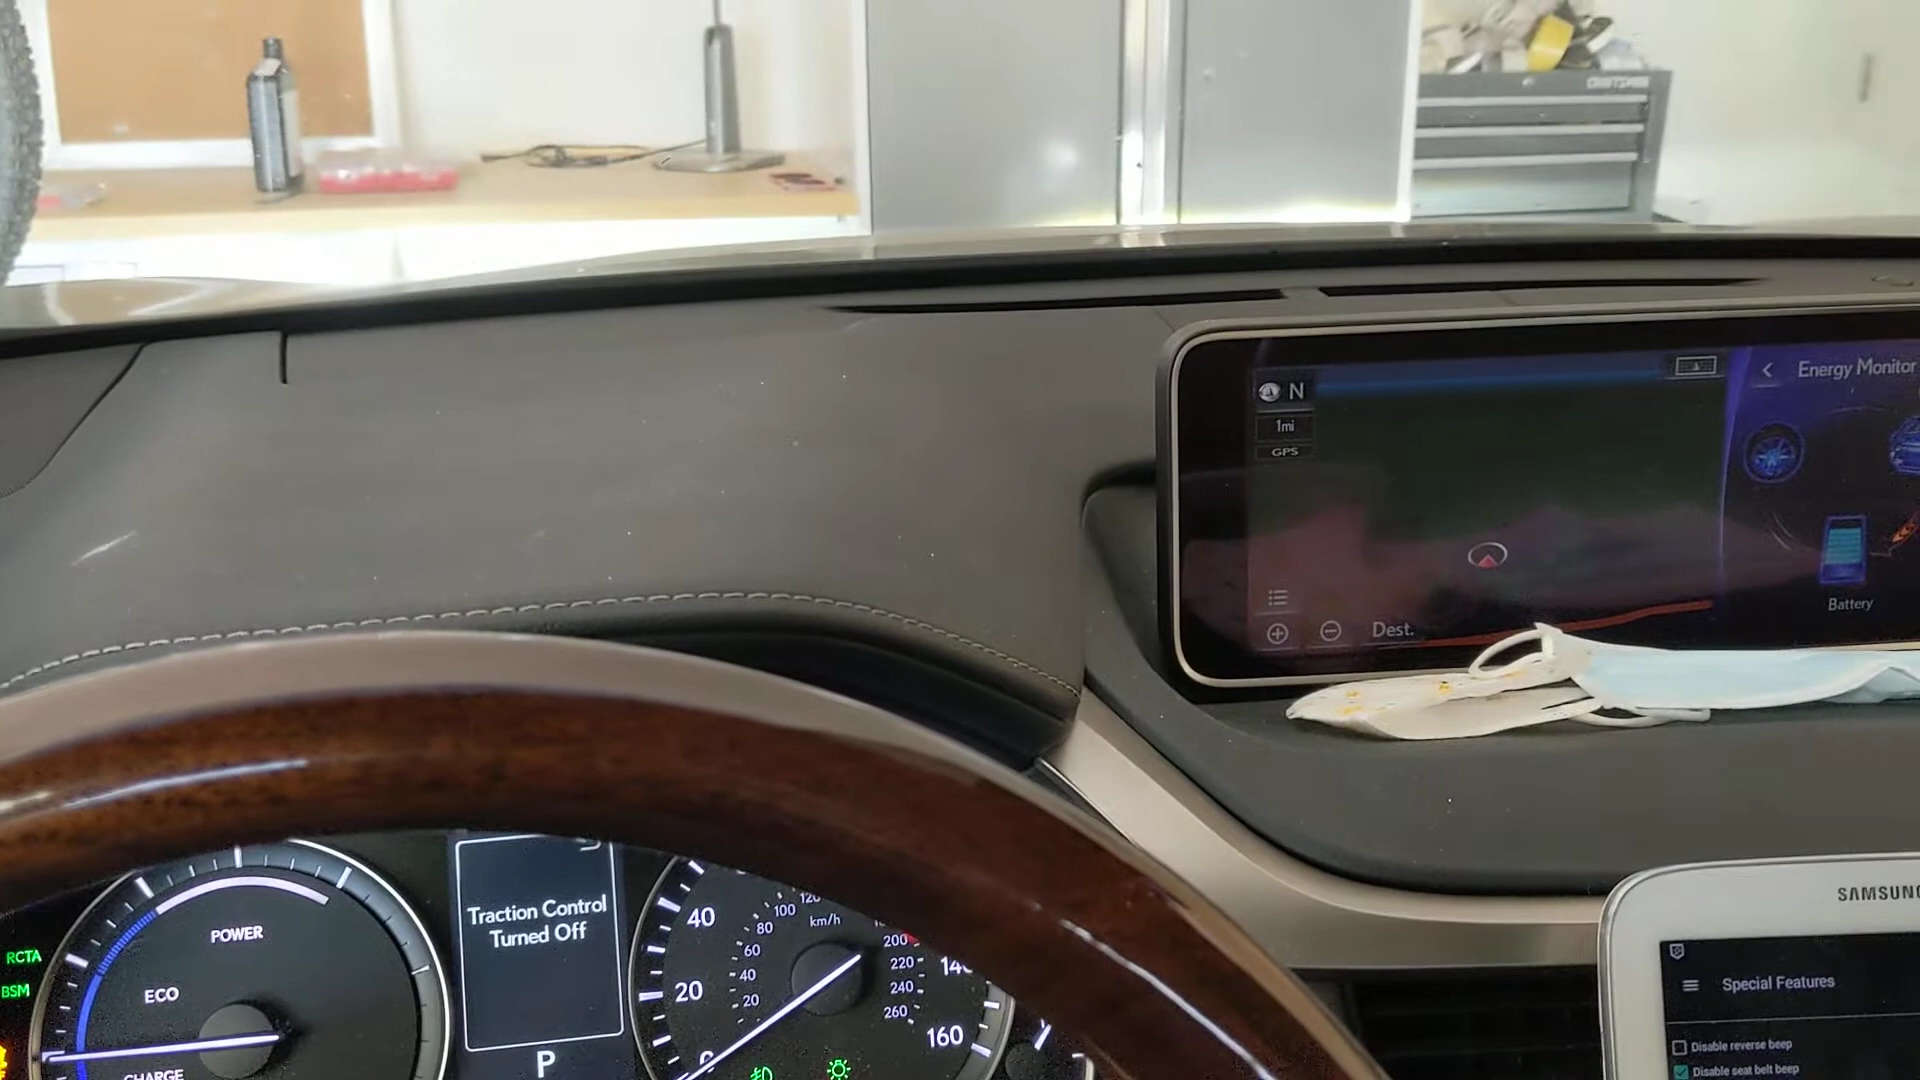 CRAFTSMAN
N
1mi
GPS
Energy Monitor
Battery
Dest.
SAMSUNG
Special Features
Disable reverse beep
Disable seat belt beep
RCTA
BSM
POWER
ECO
CHARGE
Traction Control
Turned Off
P
0
20
40
140
160
km/h
20
40
60
80
100
120
200
220
240
260